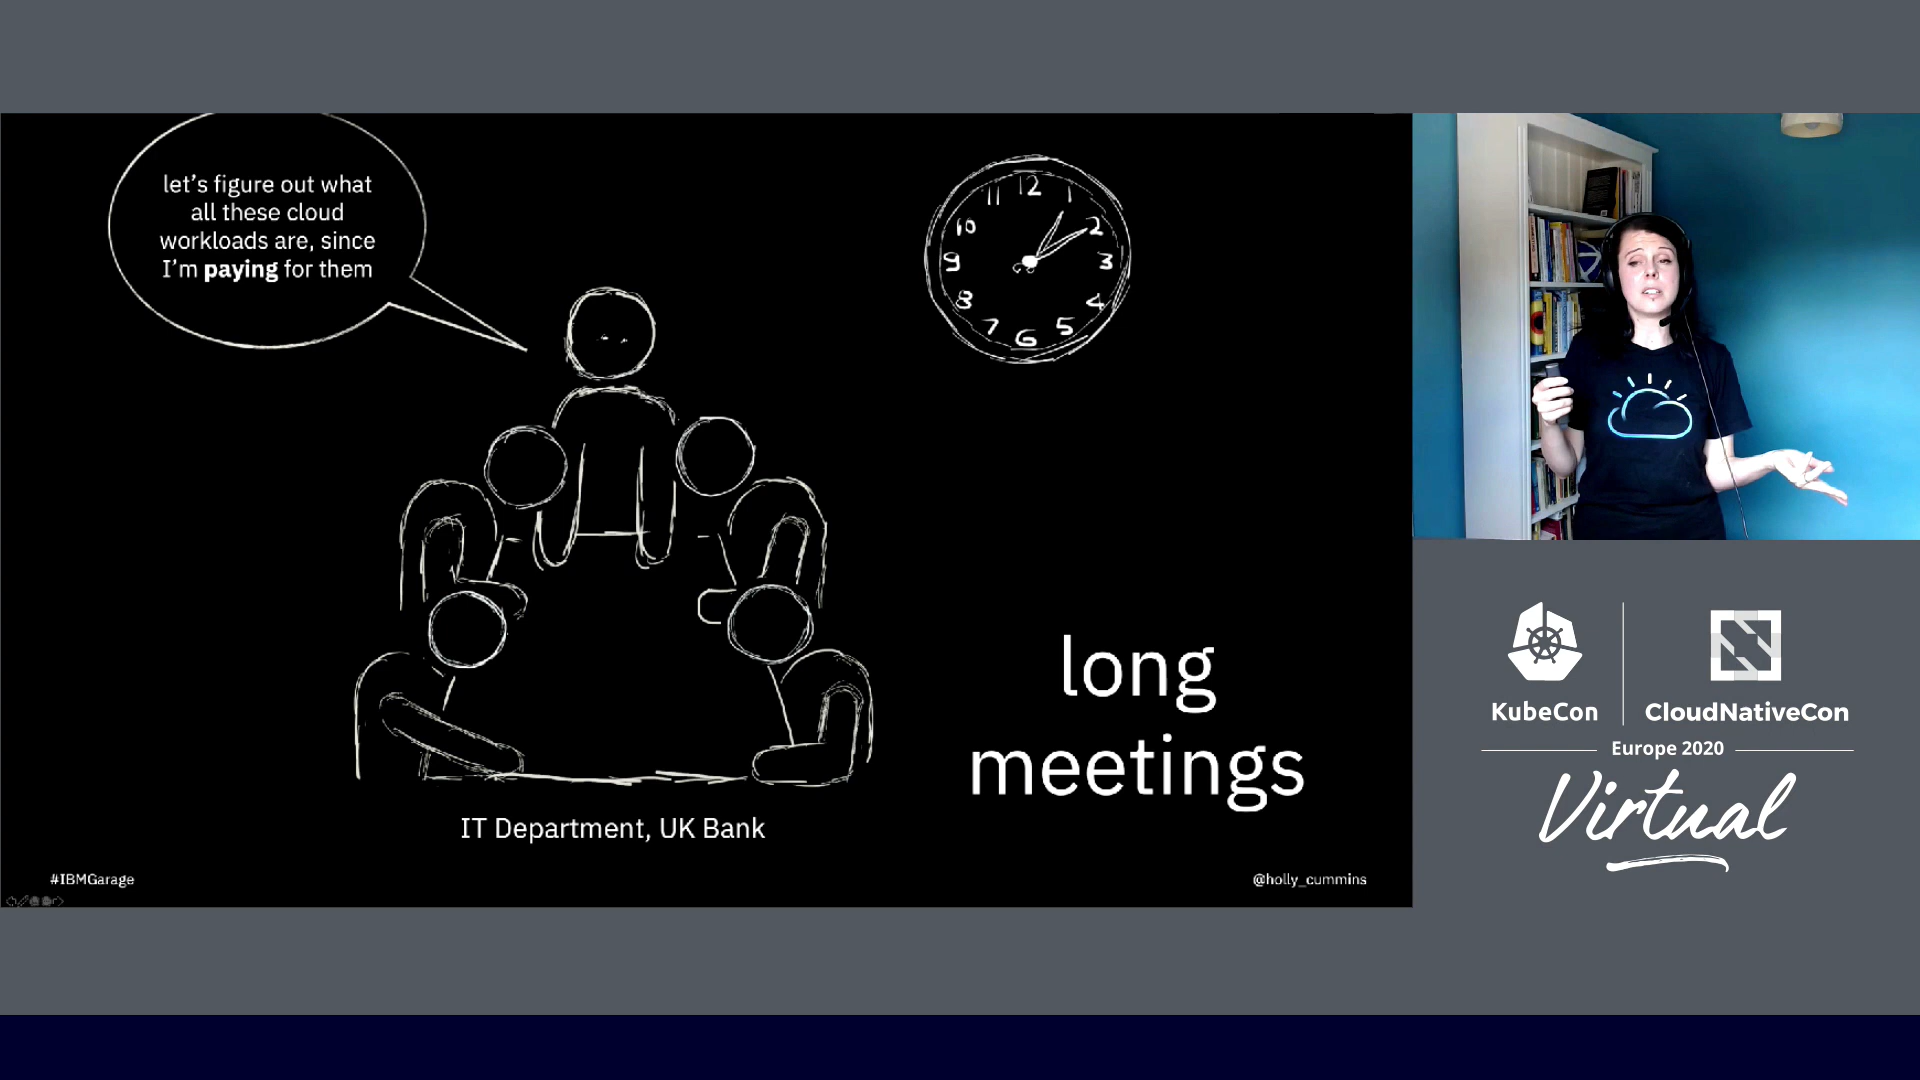 let's figure out what
all these cloud
workloads are, since
I'm paying for them
12
11
1
10
2
9
3
8
4
7
5
6
long
meetings
IT Department, UK Bank
#IBMGarage
@holly_cummins
KubeCon
CloudNativeCon
Europe 2020
Virtual